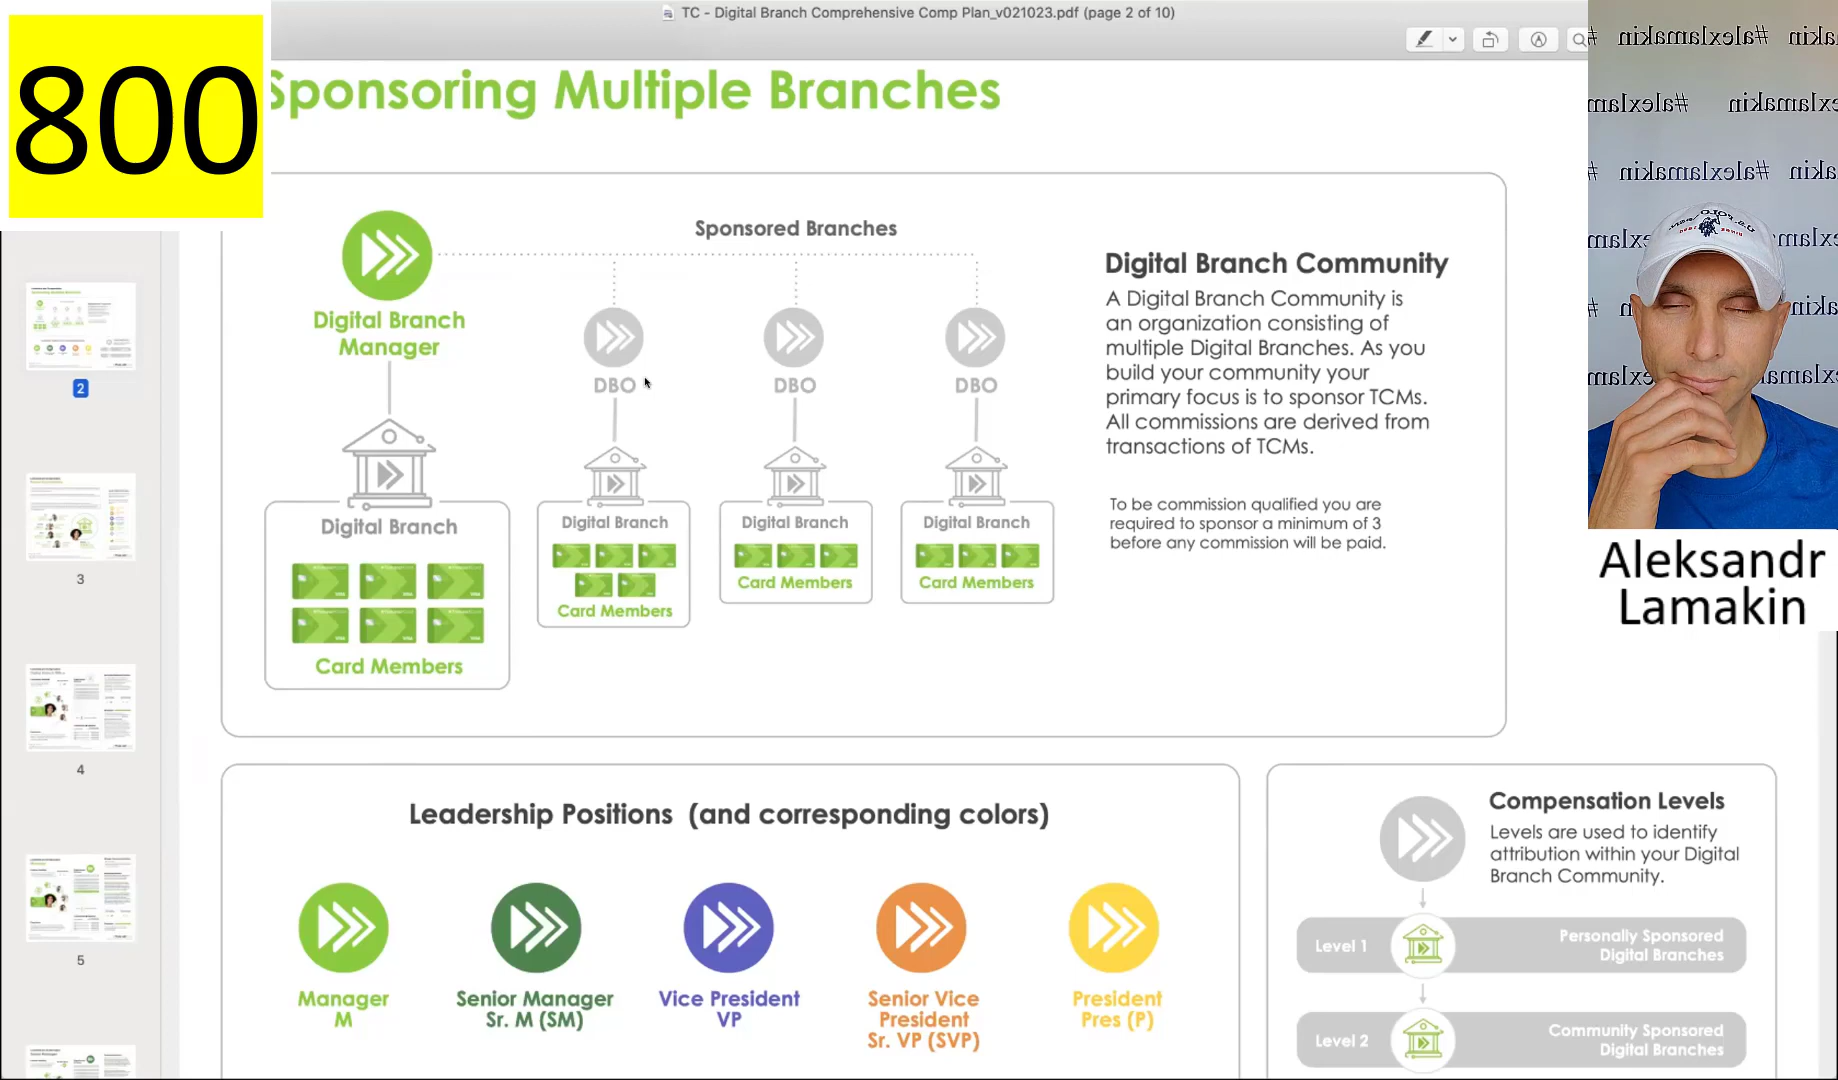 TC - Digital Branch Comprehensive Comp Plan_v021023.pdf (page 2 of 10)
800
Sponsoring Multiple Branches
Sponsored Branches
Digital Branch
Manager
DBO
DBO
DBO
Digital Branch
Card Members
Digital Branch
Card Members
Digital Branch
Card Members
Digital Branch
Card Members
Digital Branch Community
A Digital Branch Community is
an organization consisting of
multiple Digital Branches. As you
build your community your
primary focus is to sponsor TCMs.
All commissions are derived from
transactions of TCMs.
To be commission qualified you are
required to sponsor a minimum of 3
before any commission will be paid.
Leadership Positions (and corresponding colors)
Manager
M
Senior Manager
Sr. M (SM)
Vice President
VP
Senior Vice
President
Sr. VP (SVP)
President
Pres (P)
Compensation Levels
Levels are used to identify
attribution within your Digital
Branch Community.
Level 1
Personally Sponsored
Digital Branches
Level 2
Community Sponsored
Digital Branches
2
3
4
5
#alexlamakin
#alexlamakin
#alexlamakin
Aleksandr
Lamakin